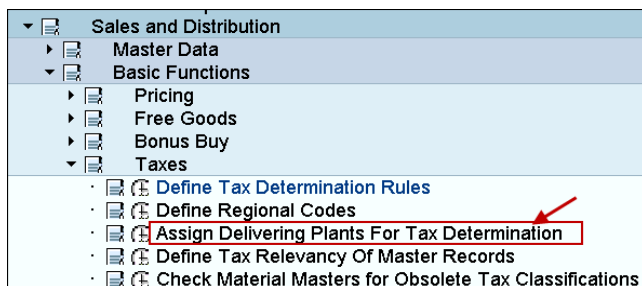 Sales and Distribution
Master Data
Basic Functions
Pricing
Free Goods
Bonus Buy
Taxes
Define Tax Determination Rules
Define Regional Codes
Assign Delivering Plants For Tax Determination
Define Tax Relevancy Of Master Records
Check Material Masters for Obsolete Tax Classifications